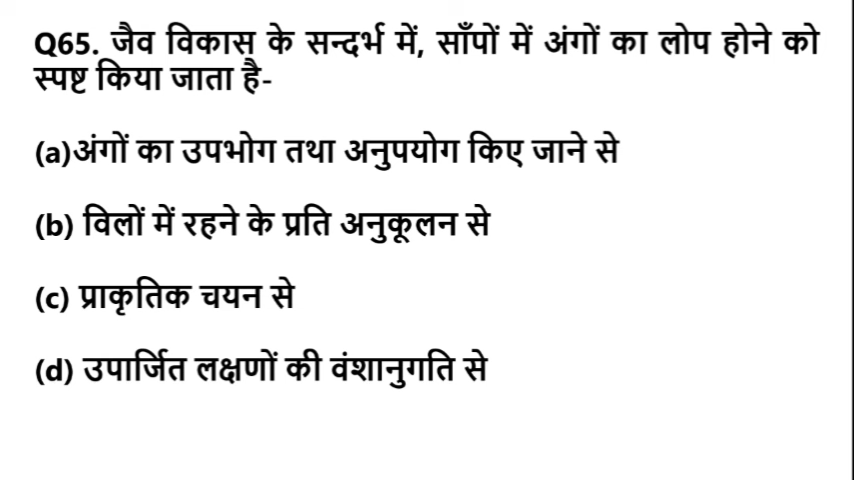 Q65. जैव विकास के सन्दर्भ में, साँपों में अंगों का लोप होने को
स्पष्ट किया जाता है-
(a)अंगों का उपभोग तथा अनुपयोग किए जाने से
(b) विलों में रहने के प्रति अनुकूलन से
(c) प्राकृतिक चयन से
(d) उपार्जित लक्षणों की वंशानुगति से